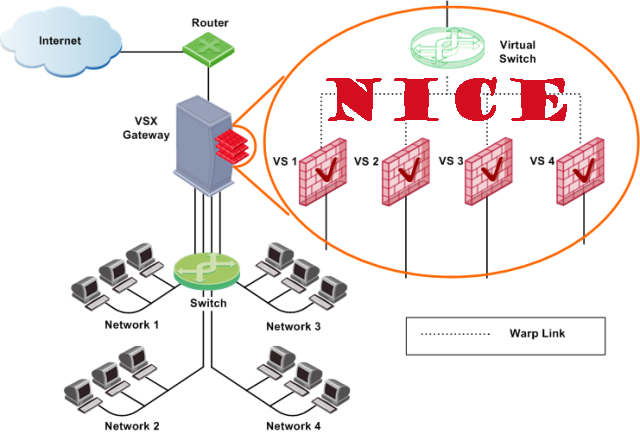 Router
Internet
Virtual
Switch
NICE
VSX
Gateway
VS 1
VS 2
VS 3
VS 4
Switch
Network 1
Network 3
Warp Link
Network 2
Network 4